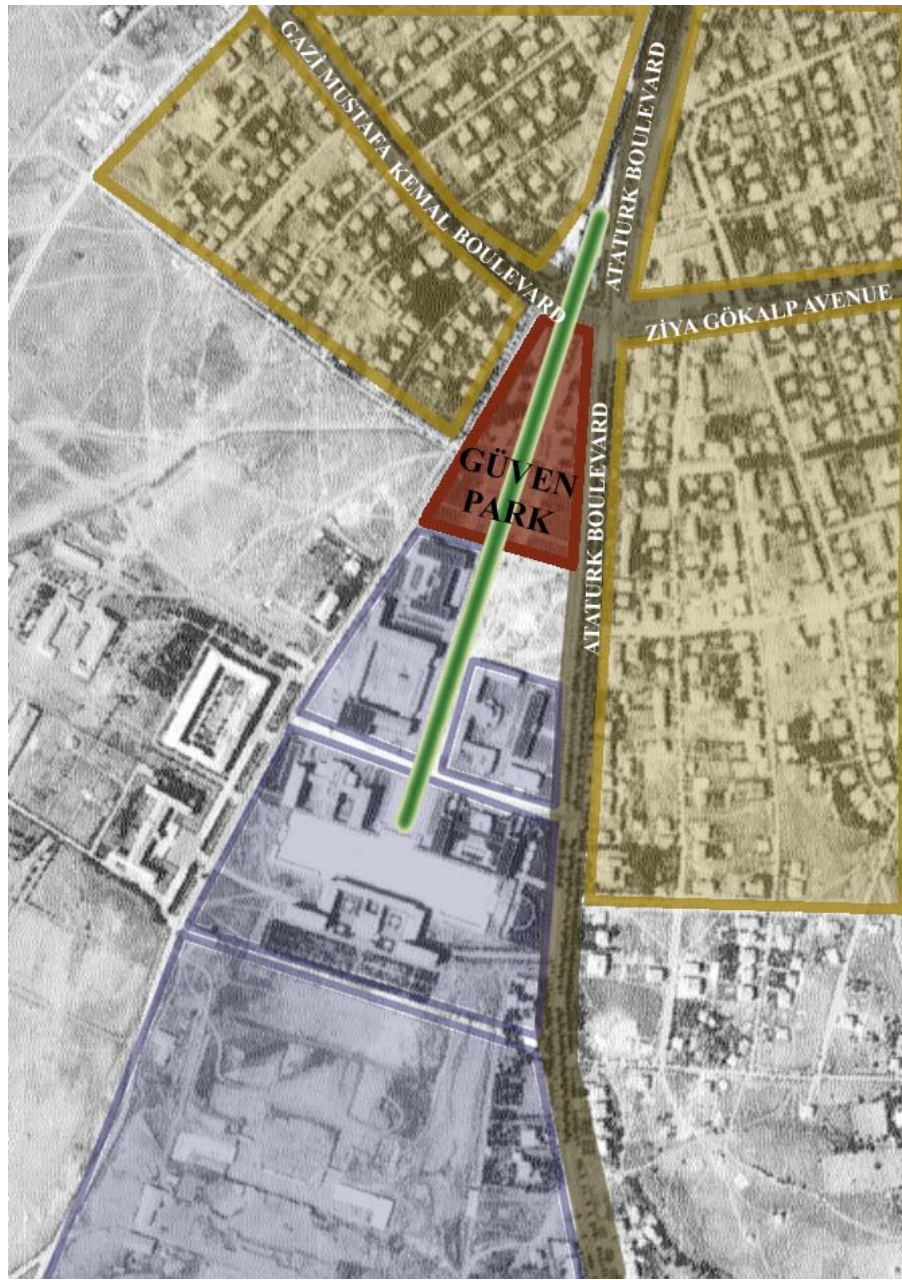 GAZİ MUSTAFA KEMAL BOULEVARD
ATATURK BOULEVARD
ZİYA GÖKALP AVENUE
ATATURK BOULEVARD
GÜVEN
PARK